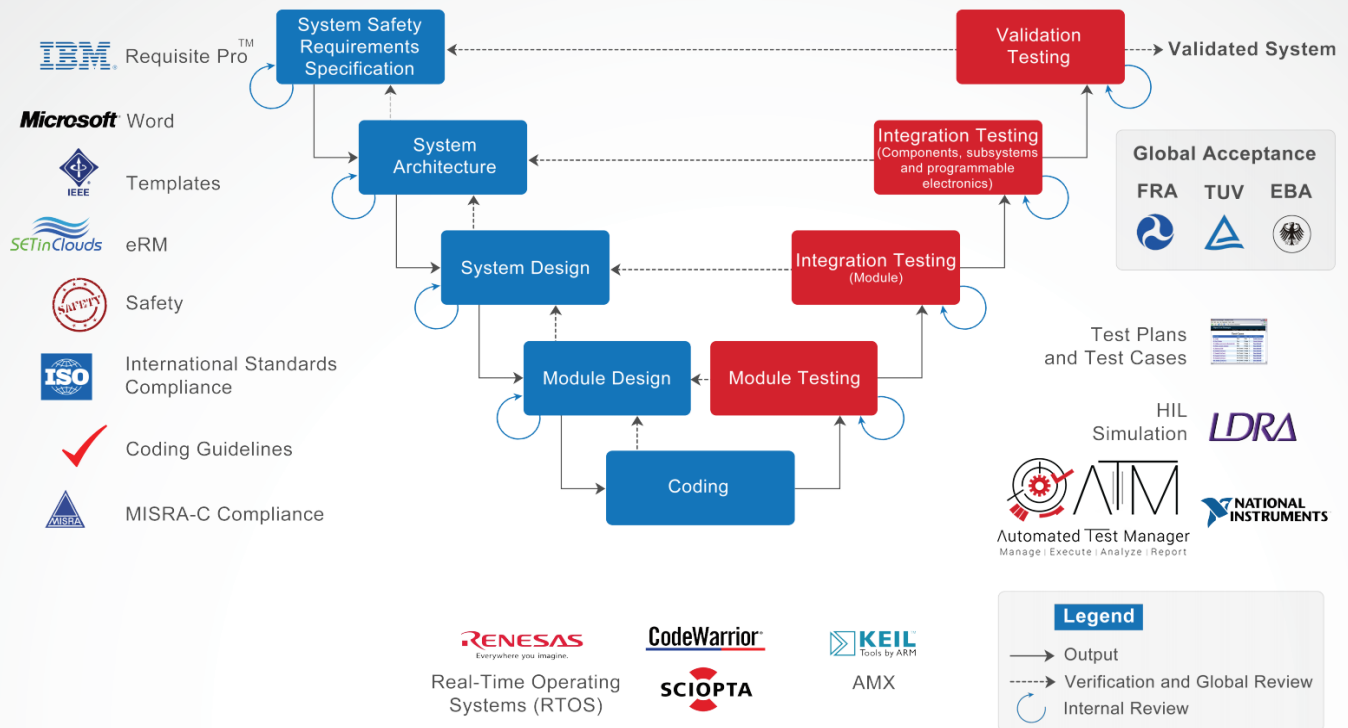 System Safety
Requirements
Specification
Validation
Testing
Validated System
IBM Requisite Pro™
Microsoft Word
System
Architecture
Integration Testing
(Components, subsystems
and programmable
electronics)
Global Acceptance
FRA TUV EBA
IEEE
Templates
SETinClouds eRM
System Design
Integration Testing
(Module)
SAFETY
Safety
Test Plans
and Test Cases
ISO
International Standards
Compliance
Module Design
Module Testing
HIL
Simulation
LDRA
Coding Guidelines
Coding
MISRA
MISRA-C Compliance
ATM
Automated Test Manager
Manage | Execute | Analyze | Report
NATIONAL
INSTRUMENTS
RENESAS
Everywhere you imagine.
CodeWarrior
KEIL™
Tools by ARM
Real-Time Operating
Systems (RTOS)
SCIOPTA
AMX
Legend
Output
Verification and Global Review
Internal Review